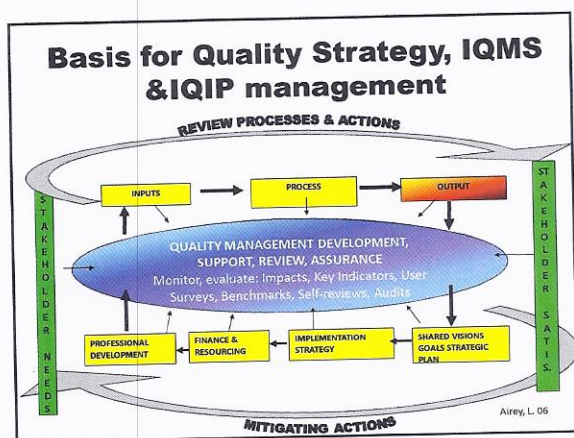 Basis for Quality Strategy, IQMS
&IQIP management
REVIEW PROCESSES & ACTIONS
STAKEHOLDER NEEDS
INPUTS
PROCESS
OUTPUT
STAKEHOLDER SATIS.
QUALITY MANAGEMENT DEVELOPMENT,
SUPPORT, REVIEW, ASSURANCE
Monitor, evaluate: Impacts, Key Indicators, User
Surveys, Benchmarks, Self-reviews, Audits
PROFESSIONAL
DEVELOPMENT
FINANCE &
RESOURCING
IMPLEMENTATION
STRATEGY
SHARED VISIONS
GOALS STRATEGIC
PLAN
MITIGATING ACTIONS
Airey, L. 06